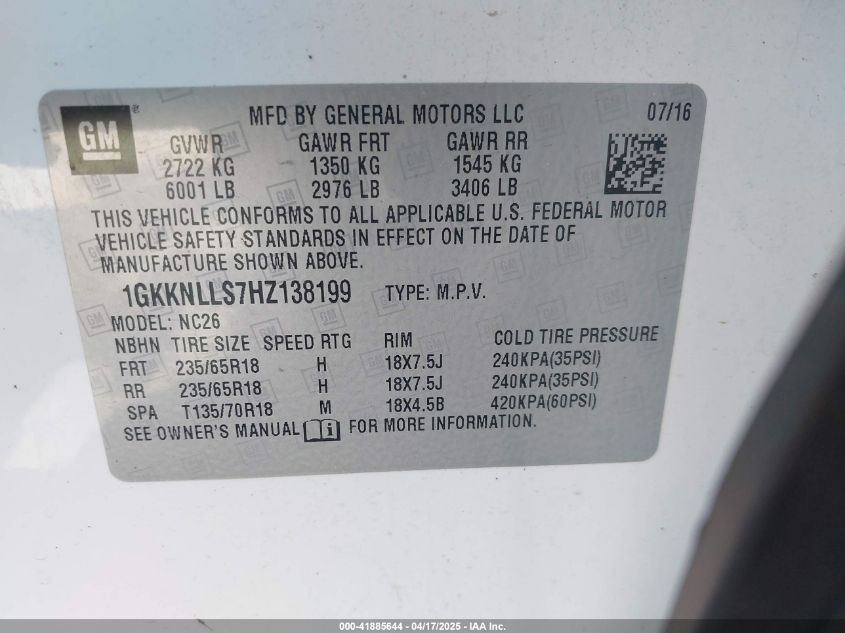 GM
MFD BY GENERAL MOTORS LLC 07/16
GVWR GAWR FRT GAWR RR
2722 KG 1350 KG 1545 KG
6001 LB 2976 LB 3406 LB
THIS VEHICLE CONFORMS TO ALL APPLICABLE U.S. FEDERAL MOTOR
VEHICLE SAFETY STANDARDS IN EFFECT ON THE DATE OF
MANUFACTURE SHOWN ABOVE.
1GKKNLLS7HZ138199 TYPE: M.P.V.
MODEL: NC26
NBHN TIRE SIZE SPEED RTG RIM COLD TIRE PRESSURE
FRT 235/65R18 H 18X7.5J 240KPA(35PSI)
RR 235/65R18 H 18X7.5J 240KPA(35PSI)
SPA T135/70R18 M 18X4.5B 420KPA(60PSI)
SEE OWNER'S MANUAL FOR MORE INFORMATION.
000-41885644 - 04/17/2025 - IAA Inc.